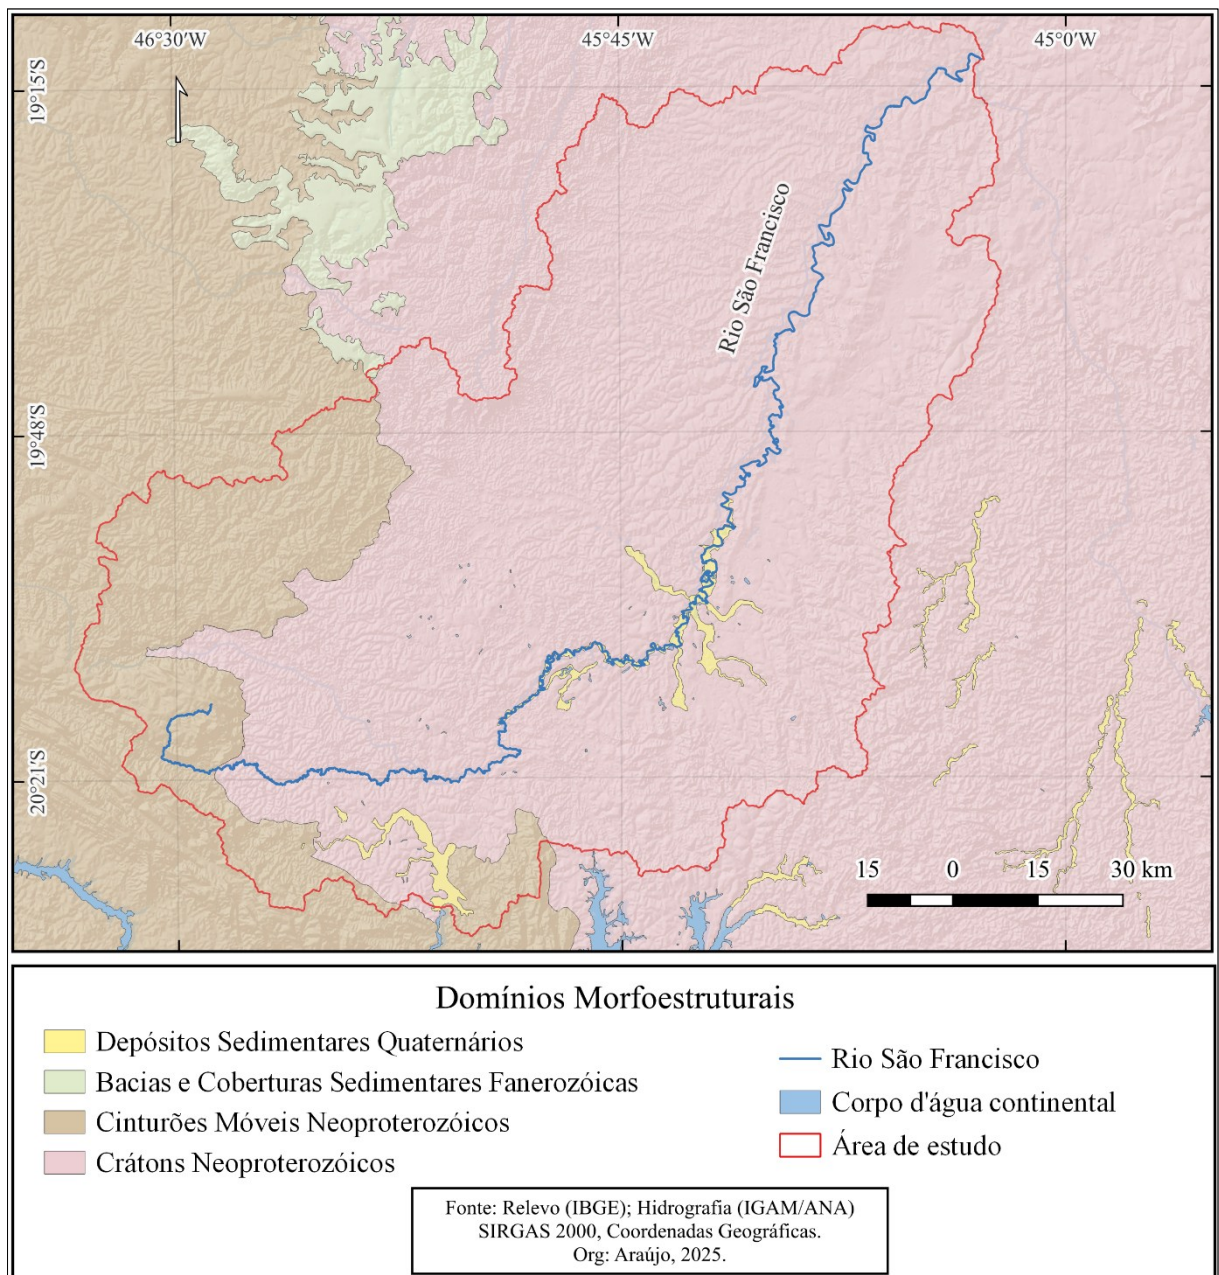 46°30'W
45°45'W
45°0'W
19°15'S
19°48'S
20°21'S
Rio São Francisco
15 0 15 30 km
Domínios Morfoestruturais
Depósitos Sedimentares Quaternários
Bacias e Coberturas Sedimentares Fanerozóicas
Cinturões Móveis Neoproterozóicos
Crátons Neoproterozóicos
Rio São Francisco
Corpo d'água continental
Área de estudo
Fonte: Relevo (IBGE); Hidrografia (IGAM/ANA)
SIRGAS 2000, Coordenadas Geográficas.
Org: Araújo, 2025.